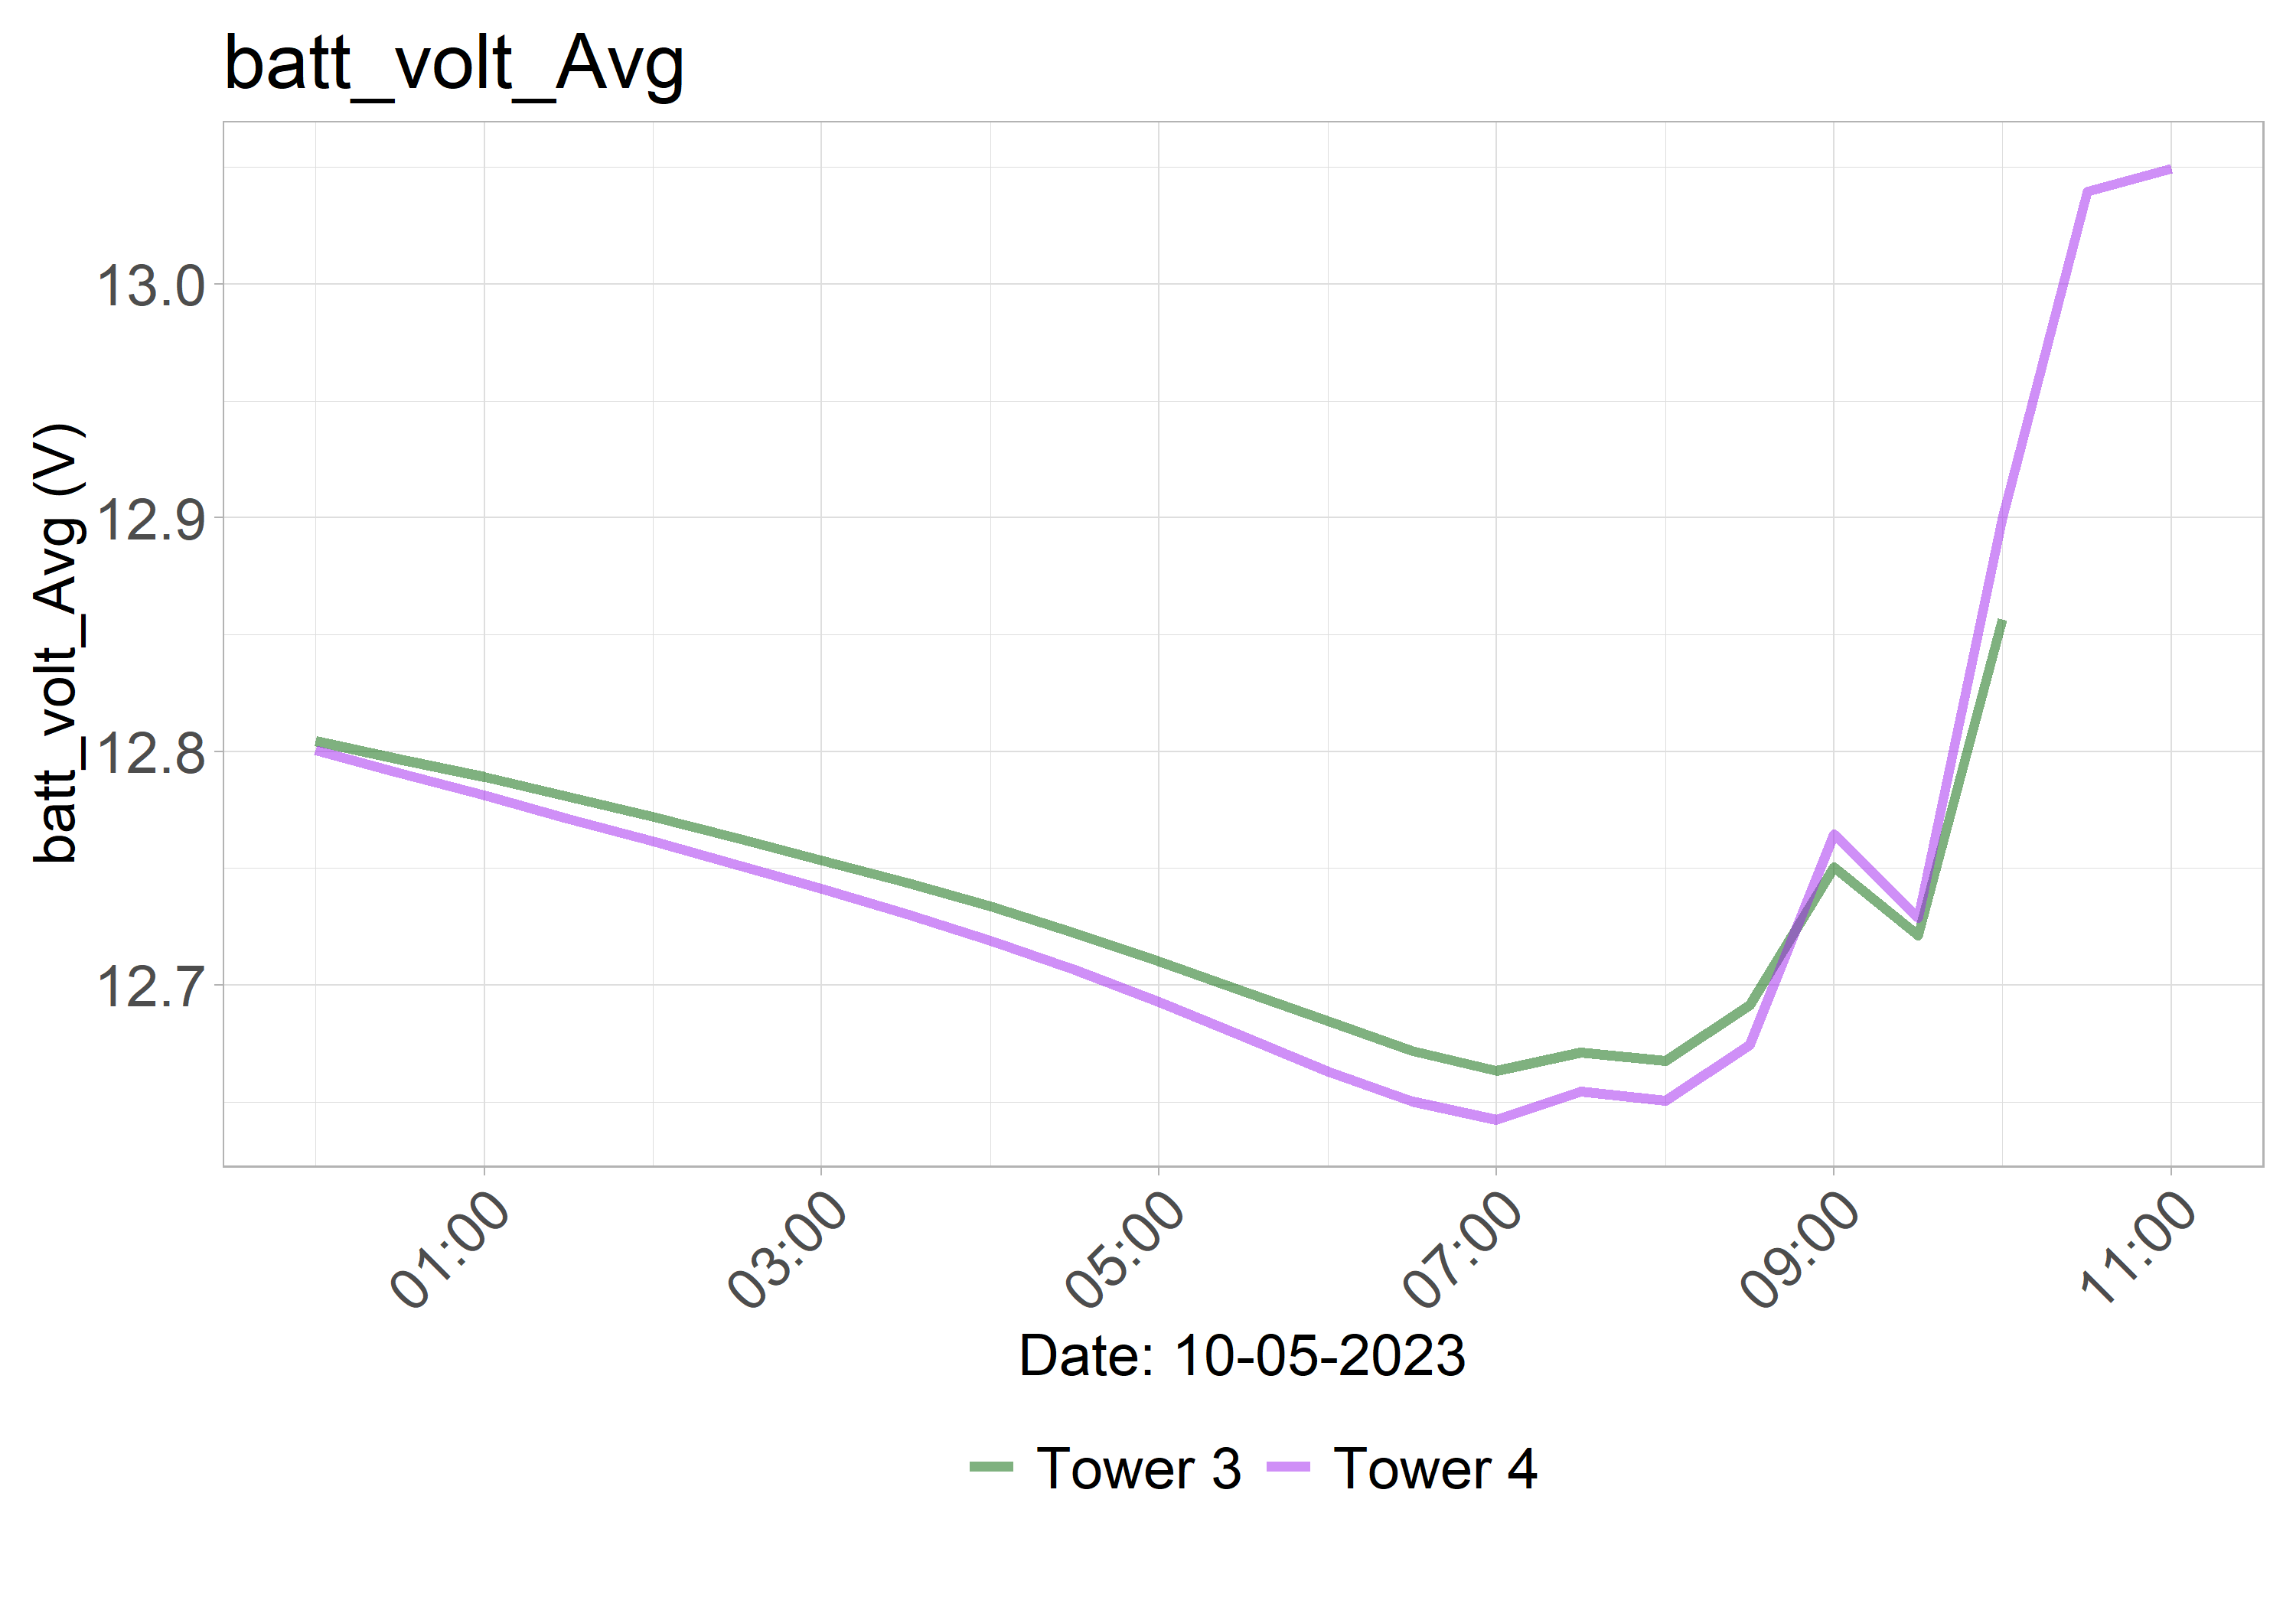 batt_volt_Avg
batt_volt_Avg (V)
13.0
12.9
12.8
12.7
01:00
03:00
05:00
07:00
09:00
11:00
Date: 10-05-2023
Tower 3
Tower 4